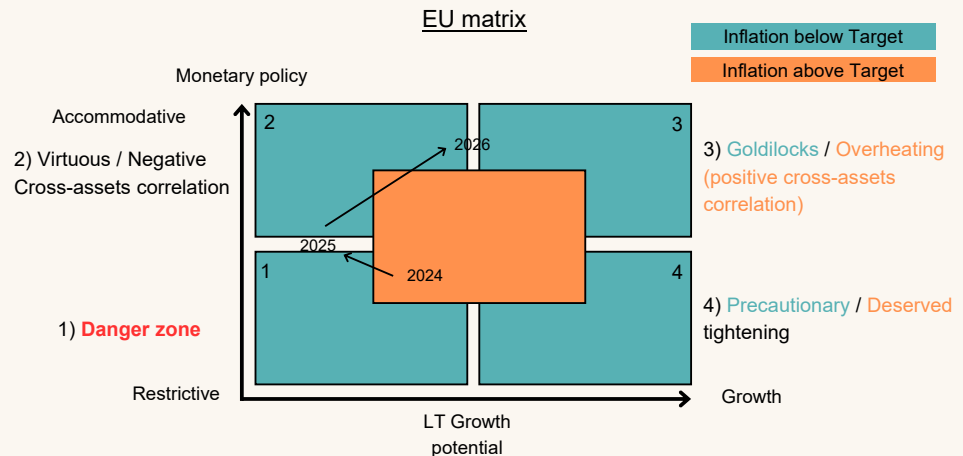 EU matrix
Inflation below Target
Inflation above Target
Monetary policy
Accommodative
2) Virtuous / Negative
Cross-assets correlation
2
3
2026
3) Goldilocks / Overheating
(positive cross-assets
correlation)
2025
2024
1
4
1) Danger zone
4) Precautionary / Deserved
tightening
Restrictive
Growth
LT Growth
potential